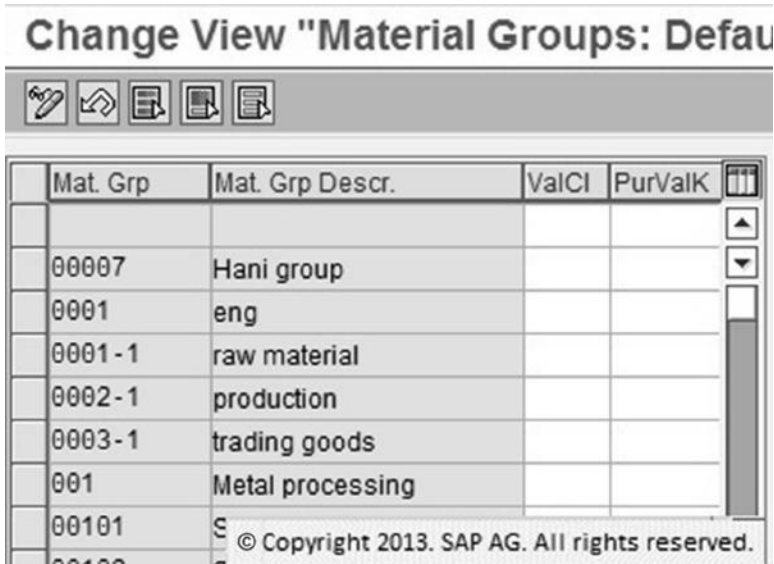 Change View "Material Groups: Defau
Mat. Grp Mat. Grp Descr. ValCl PurValK
00007 Hani group
0001 eng
0001-1 raw material
0002-1 production
0003-1 trading goods
001 Metal processing
00101 S
© Copyright 2013. SAP AG. All rights reserved.